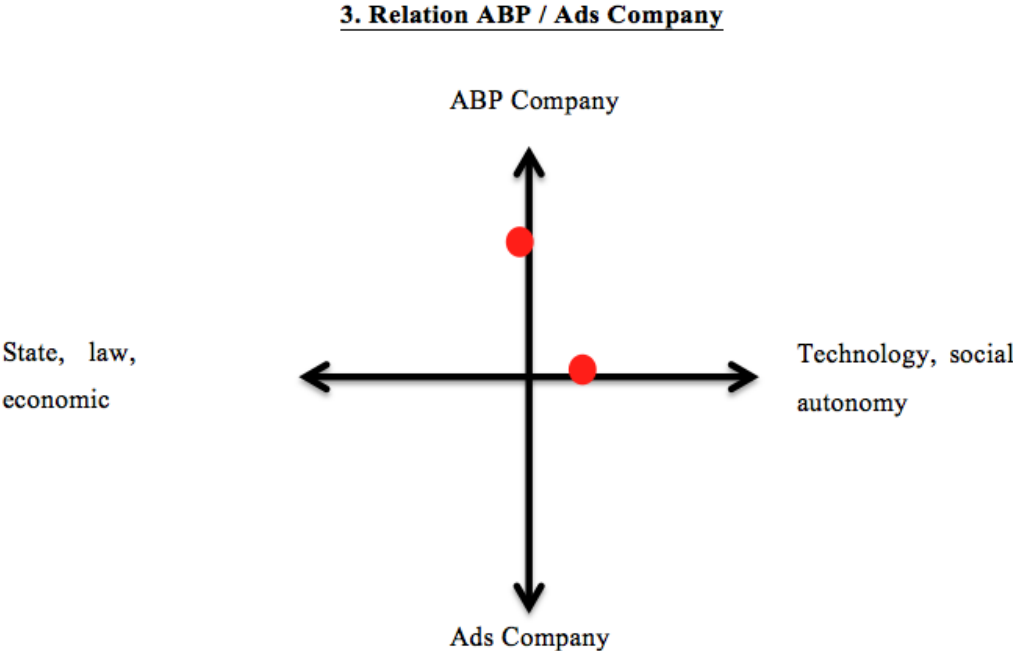 3. Relation ABP / Ads Company
ABP Company
State, law,
economic
Technology, social
autonomy
Ads Company